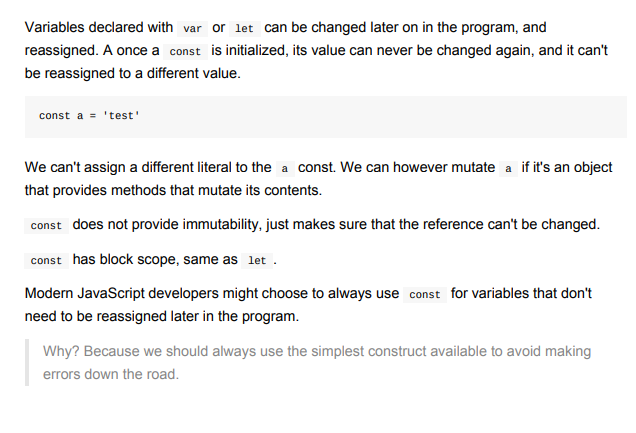 Variables declared with var or let can be changed later on in the program, and
reassigned. A once a const is initialized, its value can never be changed again, and it can't
be reassigned to a different value.
const a = 'test'
We can't assign a different literal to the a const. We can however mutate a if it's an object
that provides methods that mutate its contents.
const does not provide immutability, just makes sure that the reference can't be changed.
const has block scope, same as let .
Modern JavaScript developers might choose to always use const for variables that don't
need to be reassigned later in the program.
Why? Because we should always use the simplest construct available to avoid making
errors down the road.